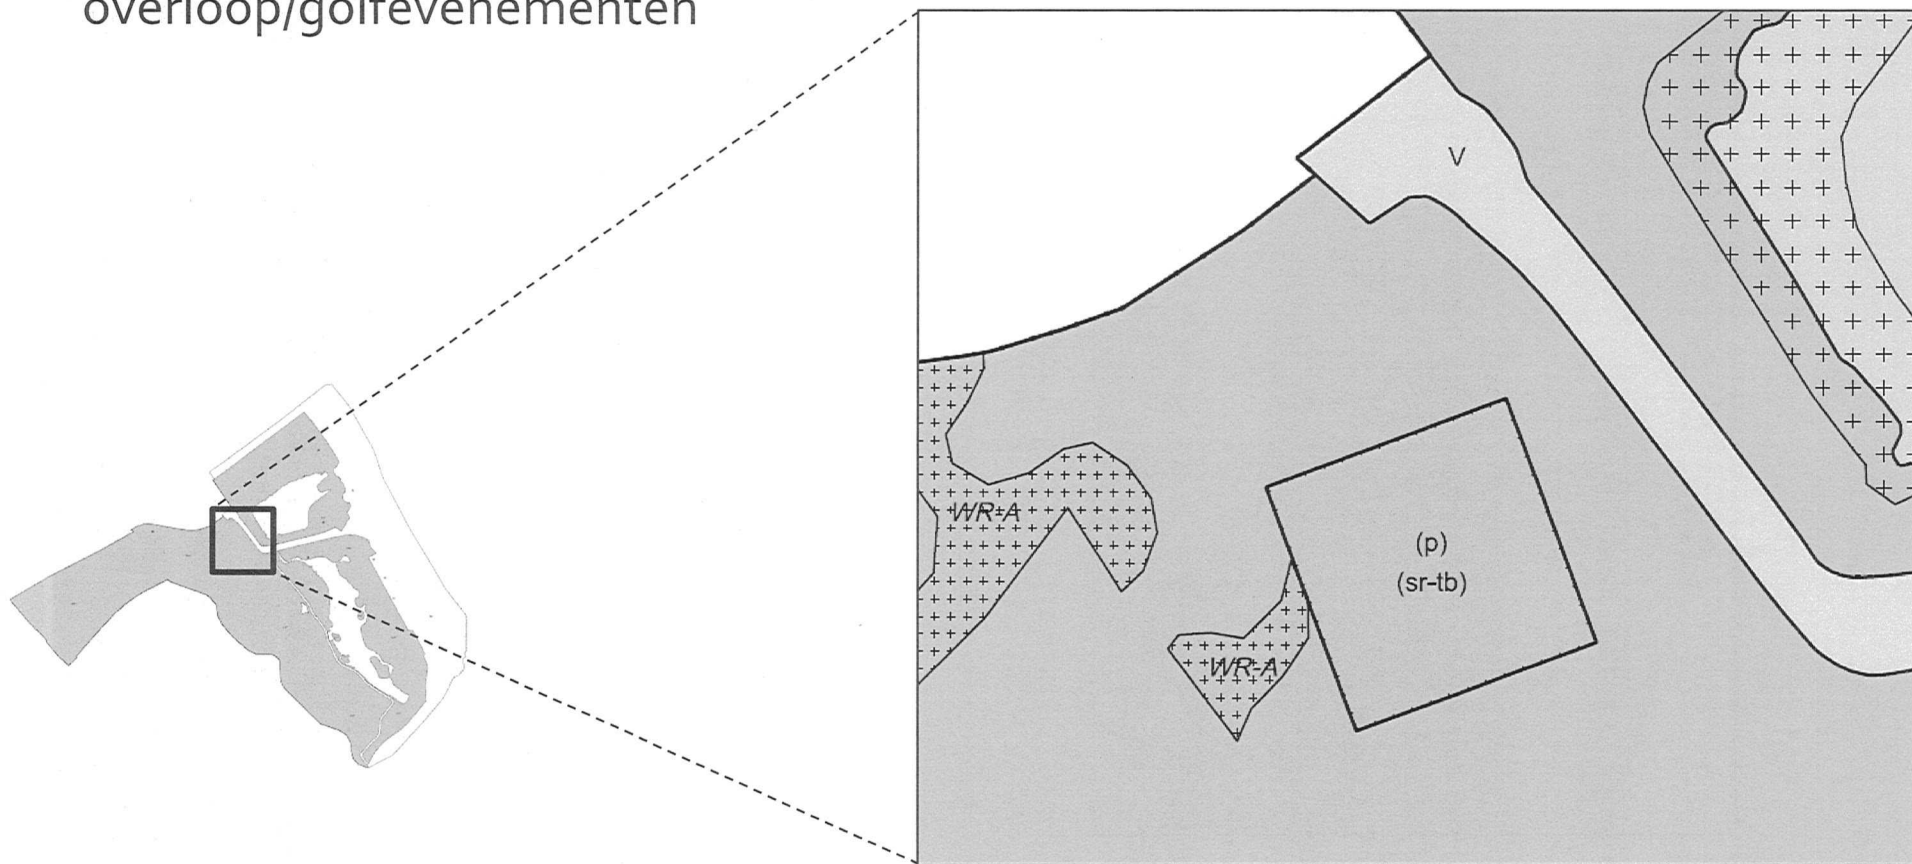 overloop/golfevenementen
V
WR-A
(p)
(sr-tb)
WR-A